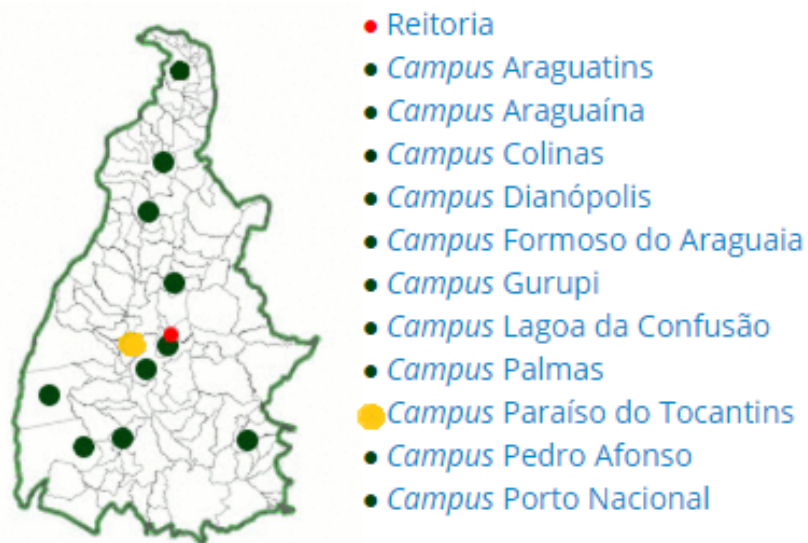 Reitoria
Campus Araguatins
Campus Araguaína
Campus Colinas
Campus Dianópolis
Campus Formoso do Araguaia
Campus Gurupi
Campus Lagoa da Confusão
Campus Palmas
Campus Paraíso do Tocantins
Campus Pedro Afonso
Campus Porto Nacional